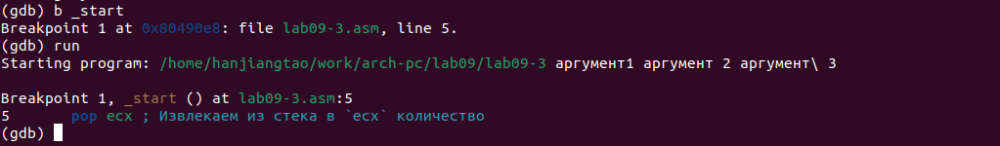 (gdb) b _start
Breakpoint 1 at 0x80490e8: file lab09-3.asm, line 5.
(gdb) run
Starting program: /home/hanjiangtao/work/arch-pc/lab09/lab09-3 аргумент1 аргумент 2 аргумент\ 3
Breakpoint 1, _start () at lab09-3.asm:5
5       pop ecx ; Извлекаем из стека в `ecx` количество
(gdb)